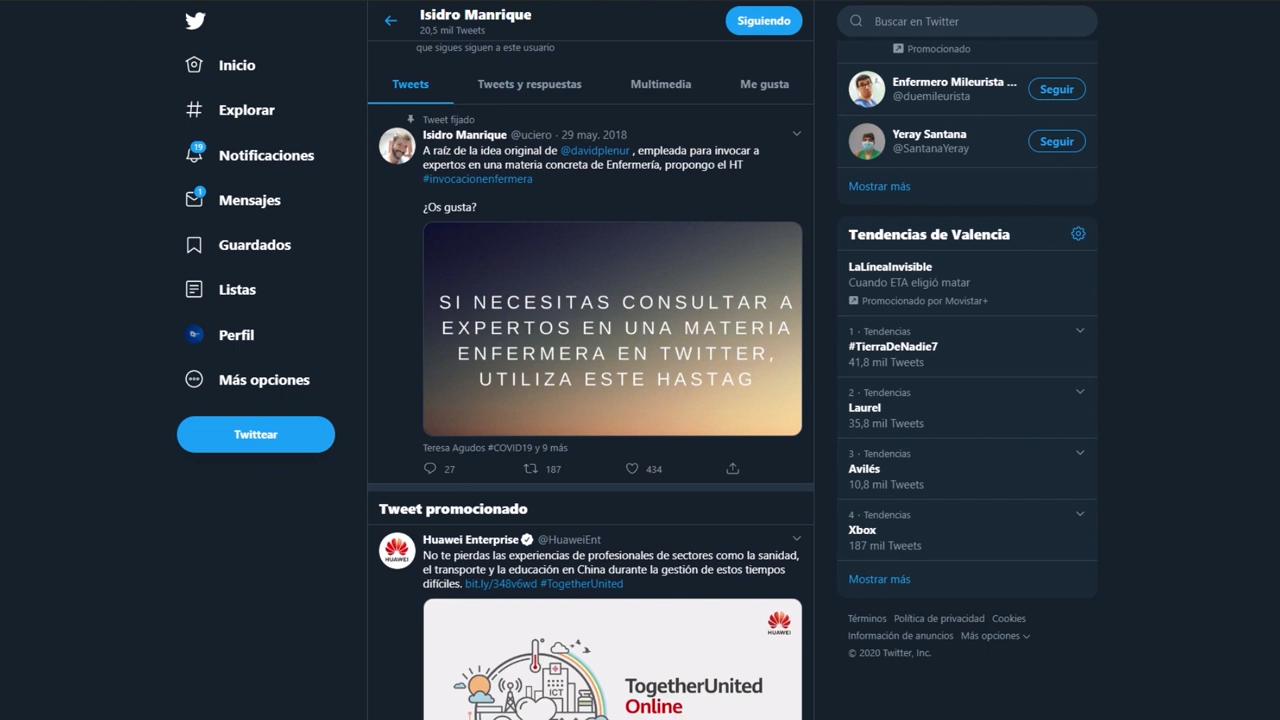 Inicio
Explorar
19
Notificaciones
1
Mensajes
Guardados
Listas
Perfil
Más opciones
Twittear
Isidro Manrique
20,5 mil Tweets
Siguiendo
que sigues siguen a este usuario
Tweets
Tweets y respuestas
Multimedia
Me gusta
Tweet fijado
Isidro Manrique @uciero · 29 may. 2018
A raíz de la idea original de @davidplenur , empleada para invocar a
expertos en una materia concreta de Enfermería, propongo el HT
#invocacionenfermera
¿Os gusta?
SI NECESITAS CONSULTAR A
EXPERTOS EN UNA MATERIA
ENFERMERA EN TWITTER,
UTILIZA ESTE HASTAG
Teresa Agudos #COVID19 y 9 más
27
187
434
Tweet promocionado
Huawei Enterprise @HuaweiEnt
No te pierdas las experiencias de profesionales de sectores como la sanidad,
el transporte y la educación en China durante la gestión de estos tiempos
difíciles. bit.ly/348v6wd #TogetherUnited
HUAWEI
HUAWEI
ICT
TogetherUnited
Online
Buscar en Twitter
Promocionado
Enfermero Mileurista ...
@duemileurista
Seguir
Yeray Santana
@SantanaYeray
Seguir
Mostrar más
Tendencias de Valencia
LaLíneaInvisible
Cuando ETA eligió matar
Promocionado por Movistar+
1 · Tendencias
#TierraDeNadie7
41,8 mil Tweets
2 · Tendencias
Laurel
35,8 mil Tweets
3 · Tendencias
Avilés
10,8 mil Tweets
4 · Tendencias
Xbox
187 mil Tweets
Mostrar más
Términos Política de privacidad Cookies
Información de anuncios Más opciones
© 2020 Twitter, Inc.